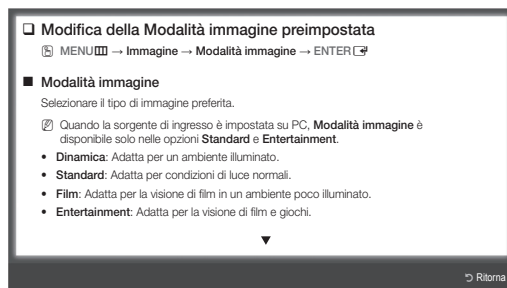 Modifica della Modalità immagine preimpostata
MENU → Immagine → Modalità immagine → ENTER
Modalità immagine
Selezionare il tipo di immagine preferita.
Quando la sorgente di ingresso è impostata su PC, Modalità immagine è
disponibile solo nelle opzioni Standard e Entertainment.
• Dinamica: Adatta per un ambiente illuminato.
• Standard: Adatta per condizioni di luce normali.
• Film: Adatta per la visione di film in un ambiente poco illuminato.
• Entertainment: Adatta per la visione di film e giochi.
Ritorna